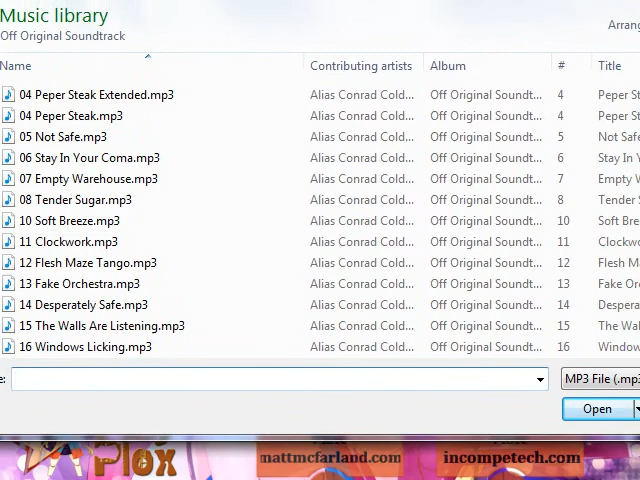 Music library
Off Original Soundtrack
Arrang
Name Contributing artists Album # Title
04 Peper Steak Extended.mp3 Alias Conrad Cold... Off Original Soundt... 4 Peper St
04 Peper Steak.mp3 Alias Conrad Cold... Off Original Soundt... 4 Peper St
05 Not Safe.mp3 Alias Conrad Cold... Off Original Soundt... 5 Not Safe
06 Stay In Your Coma.mp3 Alias Conrad Cold... Off Original Soundt... 6 Stay In Y
07 Empty Warehouse.mp3 Alias Conrad Cold... Off Original Soundt... 7 Empty W
08 Tender Sugar.mp3 Alias Conrad Cold... Off Original Soundt... 8 Tender S
10 Soft Breeze.mp3 Alias Conrad Cold... Off Original Soundt... 10 Soft Bree
11 Clockwork.mp3 Alias Conrad Cold... Off Original Soundt... 11 Clockwo
12 Flesh Maze Tango.mp3 Alias Conrad Cold... Off Original Soundt... 12 Flesh Ma
13 Fake Orchestra.mp3 Alias Conrad Cold... Off Original Soundt... 13 Fake Orc
14 Desperately Safe.mp3 Alias Conrad Cold... Off Original Soundt... 14 Desperat
15 The Walls Are Listening.mp3 Alias Conrad Cold... Off Original Soundt... 15 The Wall
16 Windows Licking.mp3 Alias Conrad Cold... Off Original Soundt... 16 Window
e: MP3 File (.mp3
Open
Plox mattmcfarland.com incompetech.com